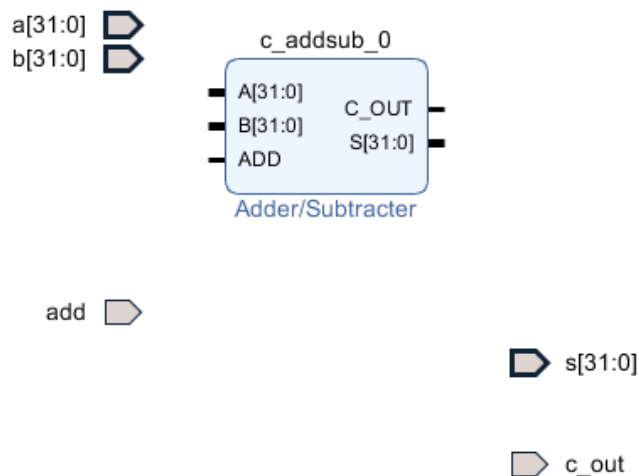 a[31:0]
b[31:0]
c_addsub_0
A[31:0]
B[31:0]
ADD
C_OUT
S[31:0]
Adder/Subtracter
add
s[31:0]
c_out